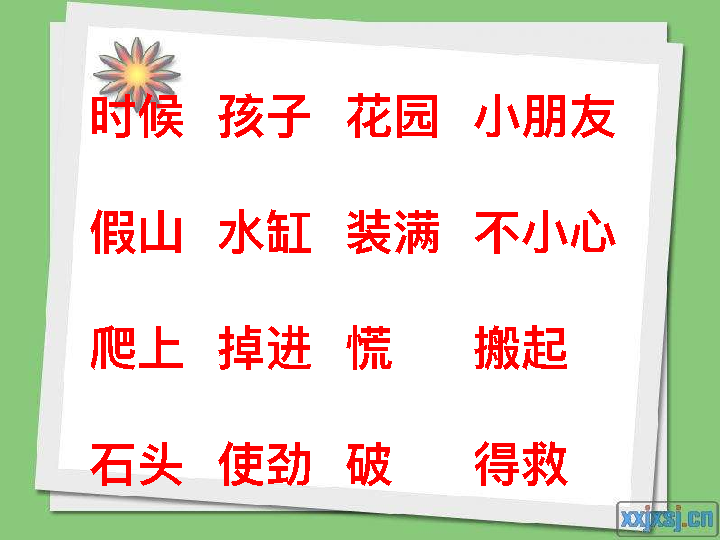 时候 孩子 花园 小朋友
假山 水缸 装满 不小心
爬上 掉进 慌 搬起
石头 使劲 破 得救
xxjxsj.cn